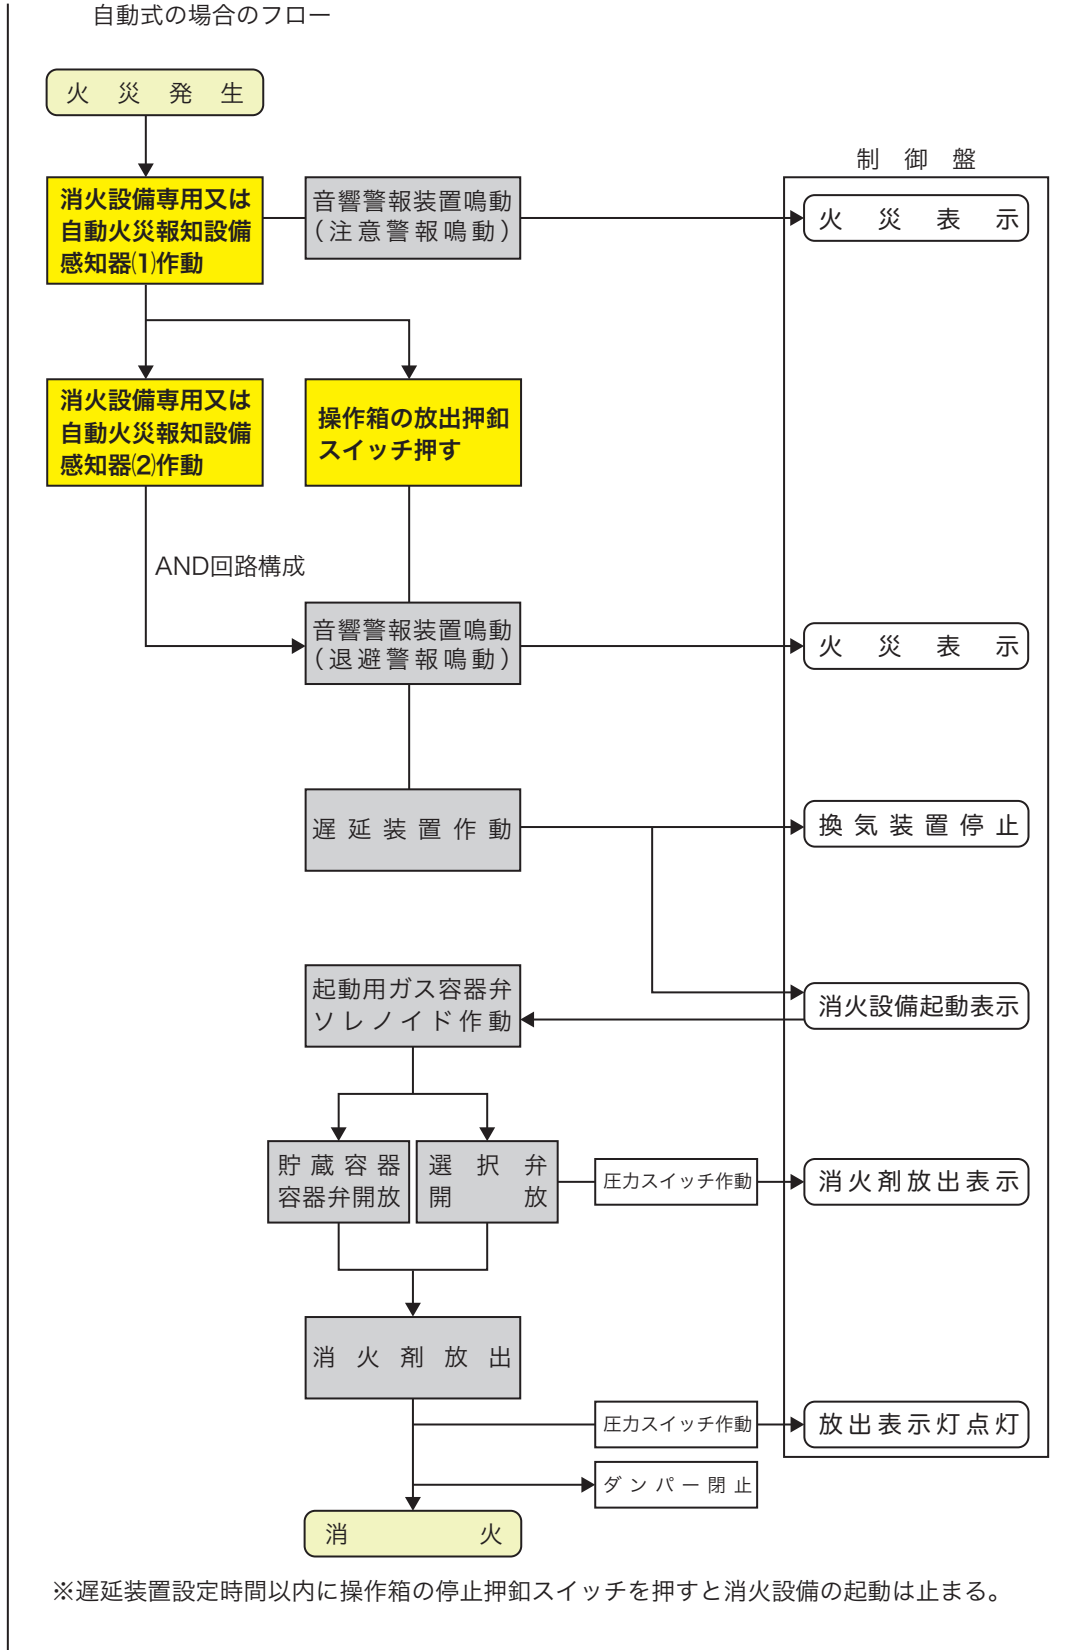 自動式の場合のフロー
火災発生
制御盤
消火設備専用又は
自動火災報知設備
感知器(1)作動
音響警報装置鳴動
(注意警報鳴動)
火災表示
消火設備専用又は
自動火災報知設備
感知器(2)作動
操作箱の放出押釦
スイッチ押す
AND回路構成
音響警報装置鳴動
(退避警報鳴動)
火災表示
遅延装置作動
換気装置停止
起動用ガス容器弁
ソレノイド作動
消火設備起動表示
貯蔵容器
容器弁開放
選択弁
開放
圧力スイッチ作動
消火剤放出表示
消火剤放出
圧力スイッチ作動
放出表示灯点灯
ダンパー閉止
消火
※遅延装置設定時間以内に操作箱の停止押釦スイッチを押すと消火設備の起動は止まる。